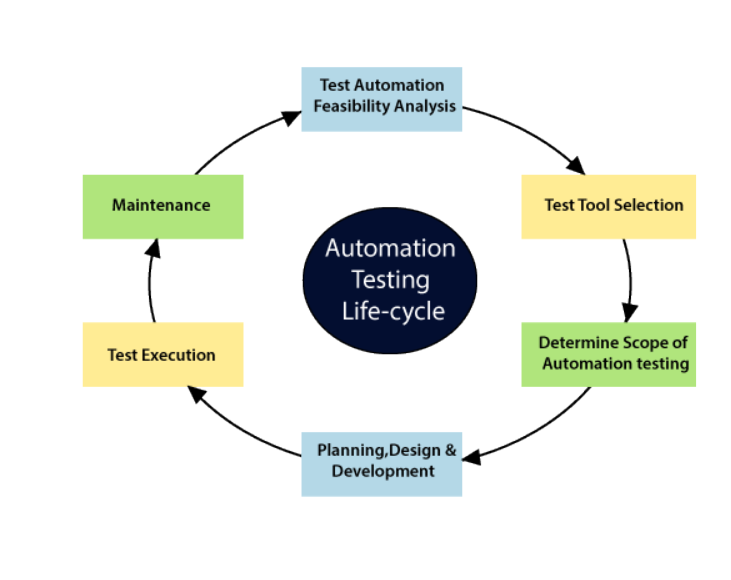 Test Automation
Feasibility Analysis
Test Tool Selection
Determine Scope of
Automation testing
Planning,Design &
Development
Test Execution
Maintenance
Automation
Testing
Life-cycle